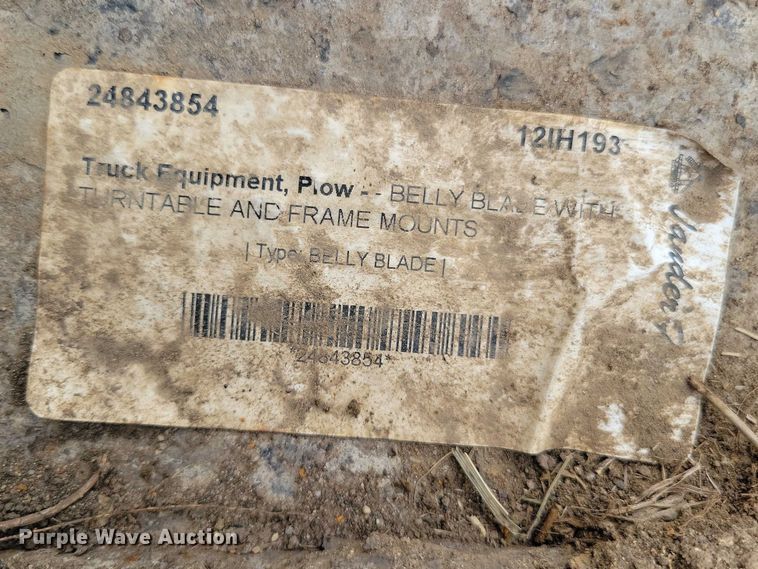 24843854
12IH193
Truck Equipment, Plow - - BELLY BLADE WITH
TURNTABLE AND FRAME MOUNTS
| Type: BELLY BLADE |
*24843854*
Purple Wave Auction